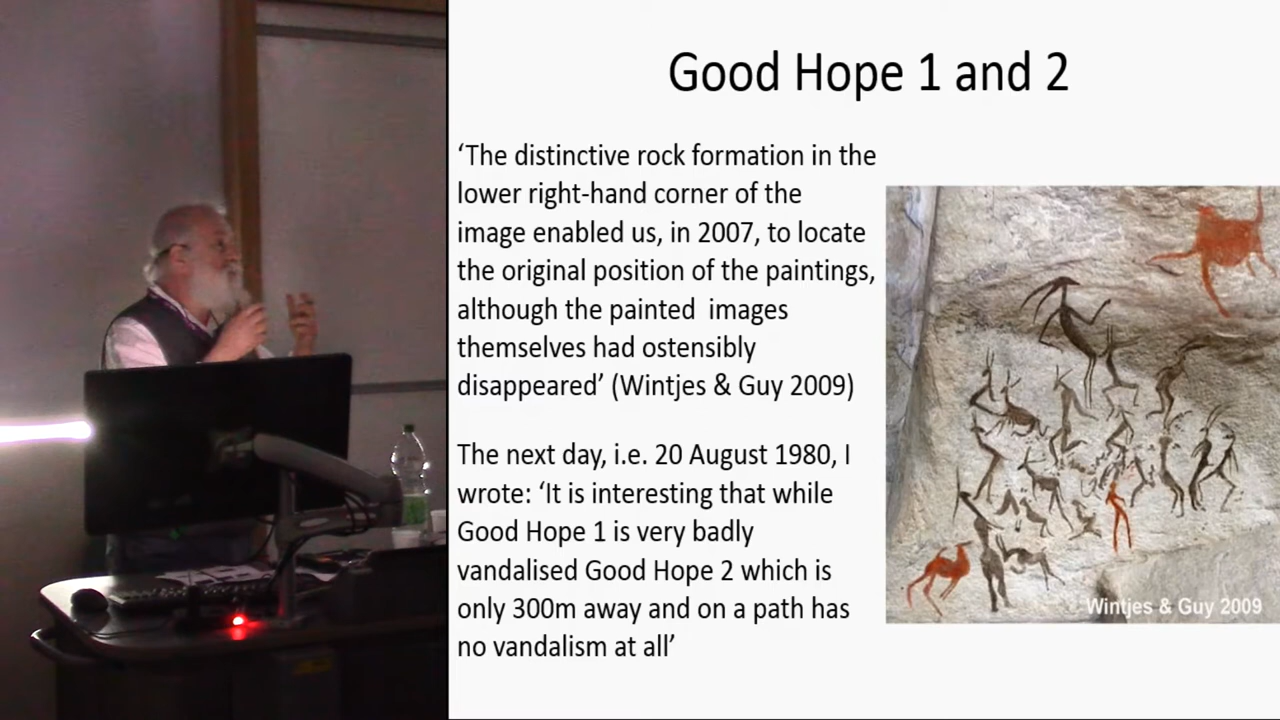 Good Hope 1 and 2
‘The distinctive rock formation in the
lower right-hand corner of the
image enabled us, in 2007, to locate
the original position of the paintings,
although the painted  images
themselves had ostensibly
disappeared’ (Wintjes & Guy 2009)
The next day, i.e. 20 August 1980, I
wrote: ‘It is interesting that while
Good Hope 1 is very badly
vandalised Good Hope 2 which is
only 300m away and on a path has
no vandalism at all’
Wintjes & Guy 2009